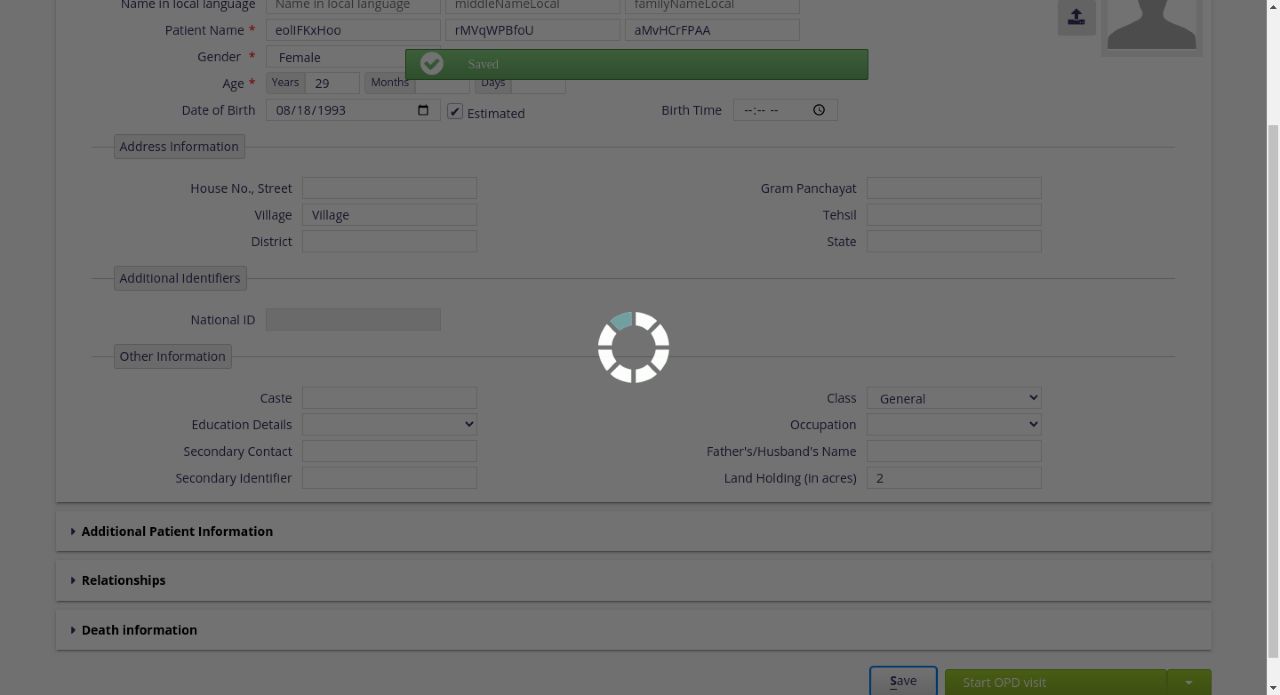 Name in local language Name in local language middleNameLocal familyNameLocal
Patient Name * eolIFKxHoo rMVqWPBfoU aMvHCrFPAA
Gender * Female
Saved
Age * Years 29 Months Days
Date of Birth 08/18/1993 Estimated Birth Time --:-- --
Address Information
House No., Street Gram Panchayat
Village Village Tehsil
District State
Additional Identifiers
National ID
Other Information
Caste Class General
Education Details Occupation
Secondary Contact Father's/Husband's Name
Secondary Identifier Land Holding (in acres) 2
Additional Patient Information
Relationships
Death information
Save Start OPD visit